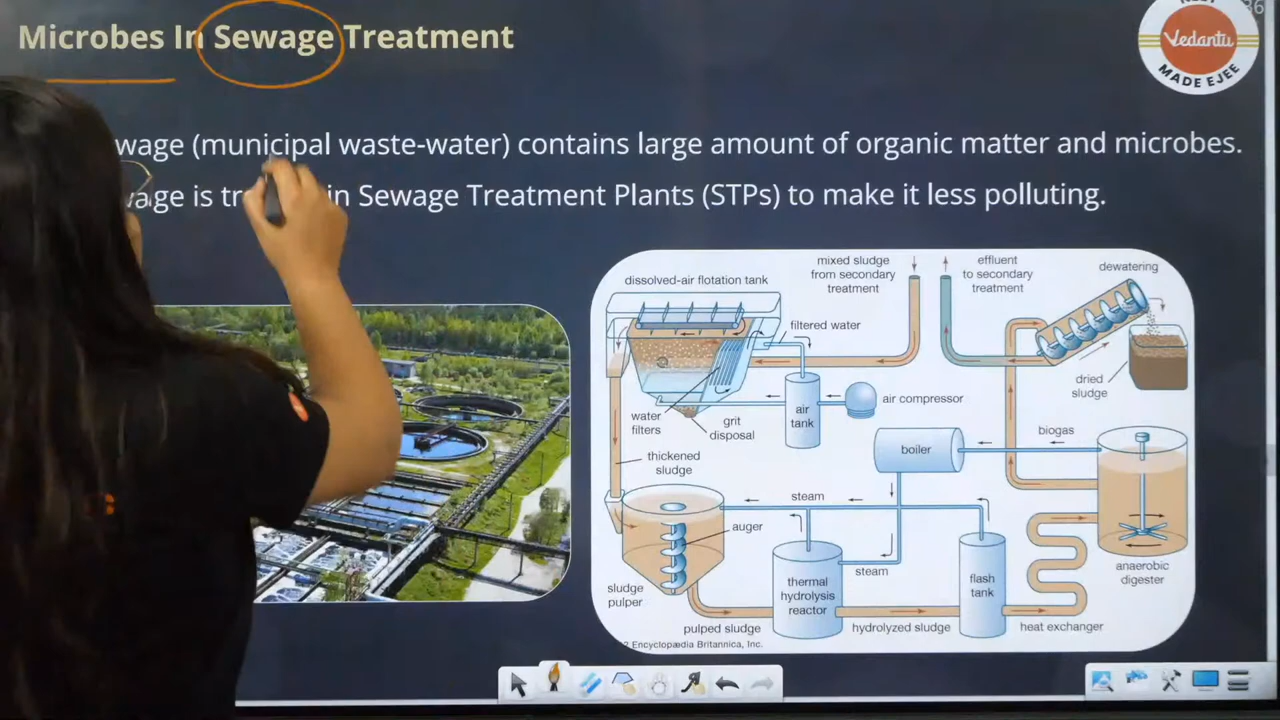 Microbes In Sewage Treatment
36
Vedantu
MADE EJEE
(municipal waste-water) contains large amount of organic matter and microbes.
is in Sewage Treatment Plants (STPs) to make it less polluting.
mixed sludge
from secondary
treatment
effluent
to secondary
treatment
dewatering
dissolved-air flotation tank
filtered water
dried
sludge
air compressor
air
tank
water
filters
grit
disposal
thickened
sludge
boiler
biogas
steam
auger
steam
anaerobic
digester
sludge
pulper
thermal
hydrolysis
reactor
flash
tank
pulped sludge
hydrolyzed sludge
heat exchanger
Encyclopædia Britannica, Inc.